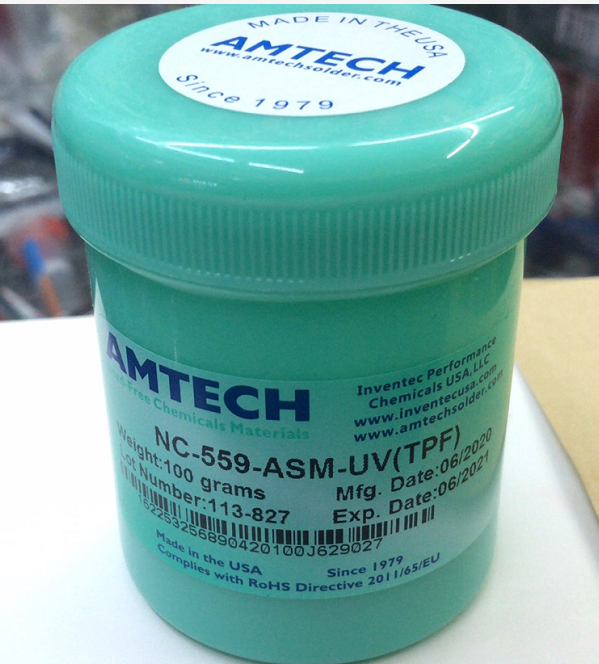 MADE IN THE USA
AMTECH
www.amtechsolder.com
Since 1979
AMTECH
-Free Chemicals Materials
Inventec Performance
Chemicals USA, LLC
www.inventecusa.com
www.amtechsolder.com
NC-559-ASM-UV(TPF)
Weight:100 grams
Mfg. Date:06/2020
Lot Number:113-827
Exp. Date:06/2021
162253256890420100J629027
Made in the USA
Since 1979
Complies with RoHS Directive 2011/65/EU